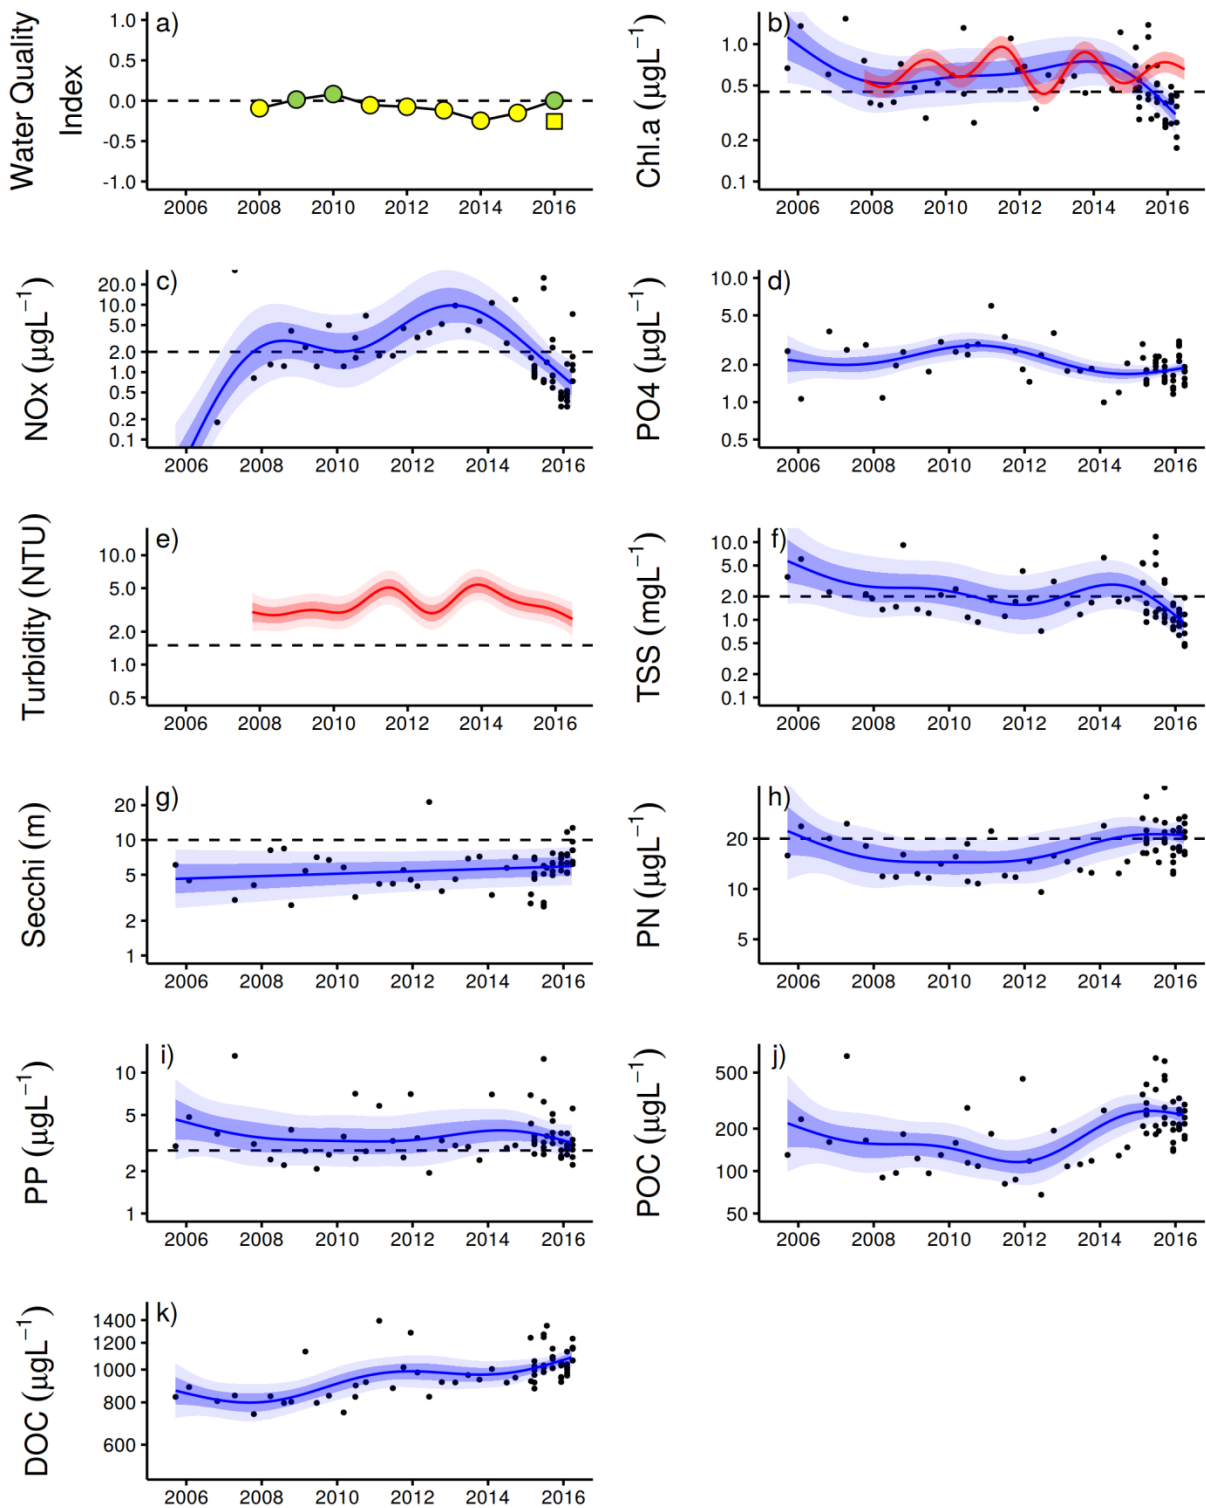 a)
Water Quality
Index
1.0
0.5
0.0
-0.5
-1.0
2006 2008 2010 2012 2014 2016
b)
Chl.a (µgL⁻¹)
1.0
0.5
0.2
0.1
2006 2008 2010 2012 2014 2016
c)
NOx (µgL⁻¹)
20.0
10.0
5.0
2.0
1.0
0.5
0.2
0.1
2006 2008 2010 2012 2014 2016
d)
PO4 (µgL⁻¹)
10.0
5.0
2.0
1.0
0.5
2006 2008 2010 2012 2014 2016
e)
Turbidity (NTU)
10.0
5.0
2.0
1.0
0.5
2006 2008 2010 2012 2014 2016
f)
TSS (mgL⁻¹)
10.0
5.0
2.0
1.0
0.5
0.2
0.1
2006 2008 2010 2012 2014 2016
g)
Secchi (m)
20
10
5
2
1
2006 2008 2010 2012 2014 2016
h)
PN (µgL⁻¹)
20
10
5
2006 2008 2010 2012 2014 2016
i)
PP (µgL⁻¹)
10
5
2
1
2006 2008 2010 2012 2014 2016
j)
POC (µgL⁻¹)
500
200
100
50
2006 2008 2010 2012 2014 2016
k)
DOC (µgL⁻¹)
1400
1200
1000
800
600
2006 2008 2010 2012 2014 2016